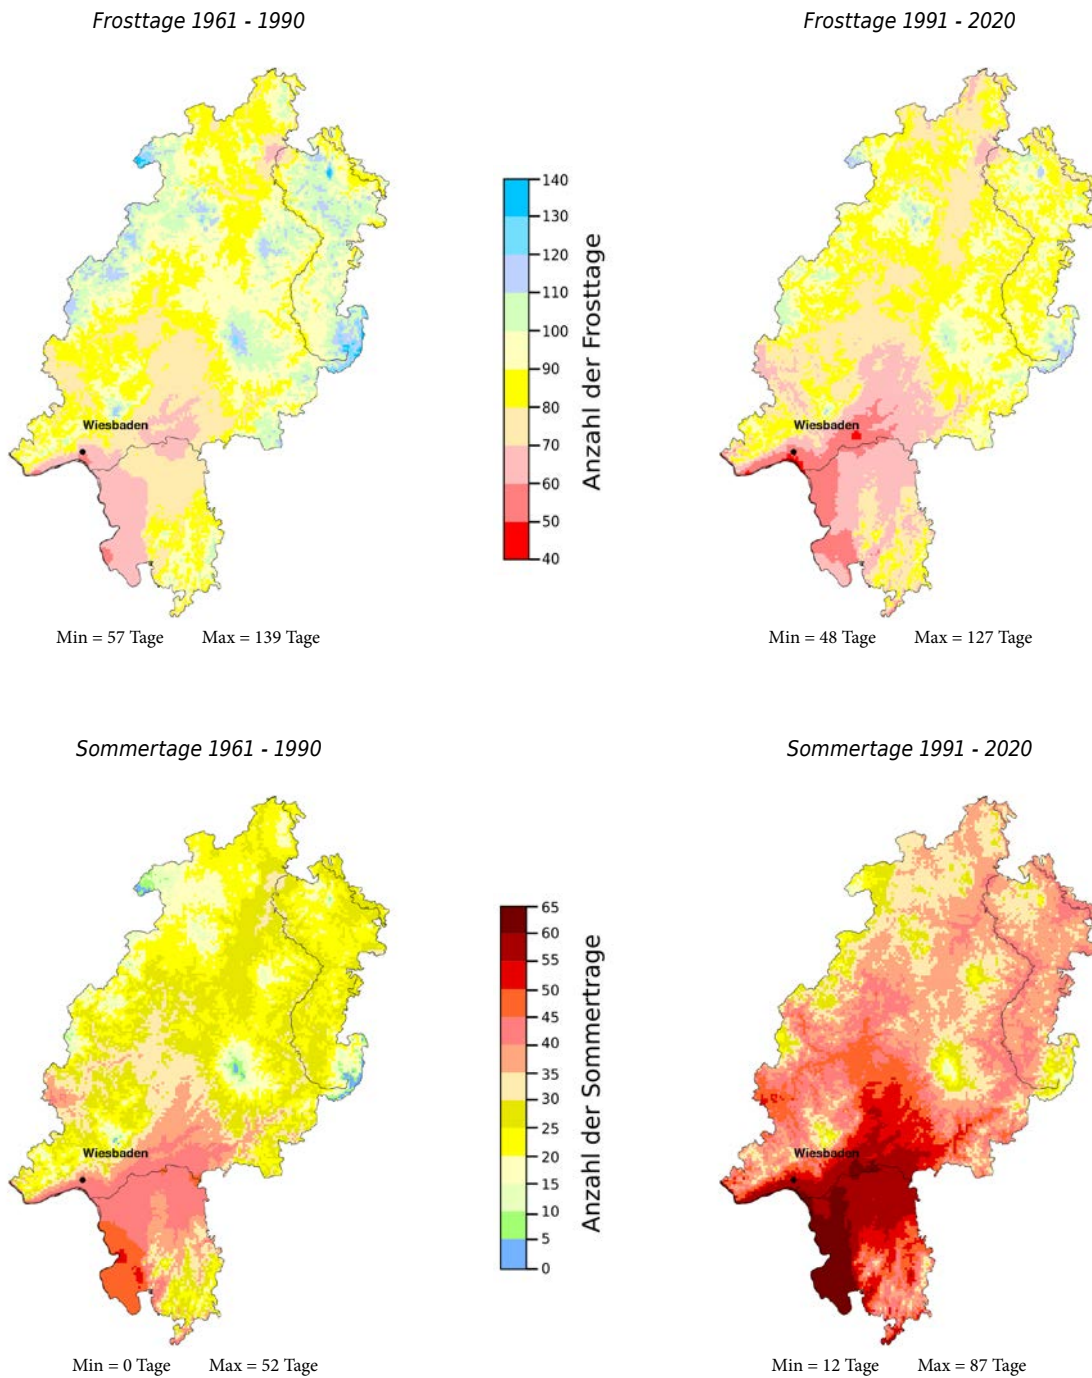 Frosttage 1961 - 1990
Frosttage 1991 - 2020
Wiesbaden
140
130
120
110
100
90
80
70
60
50
40
Anzahl der Frosttage
Wiesbaden
Min = 57 Tage Max = 139 Tage
Min = 48 Tage Max = 127 Tage
Sommertage 1961 - 1990
Sommertage 1991 - 2020
Wiesbaden
65
60
55
50
45
40
35
30
25
20
15
10
5
0
Anzahl der Sommertrage
Wiesbaden
Min = 0 Tage Max = 52 Tage
Min = 12 Tage Max = 87 Tage